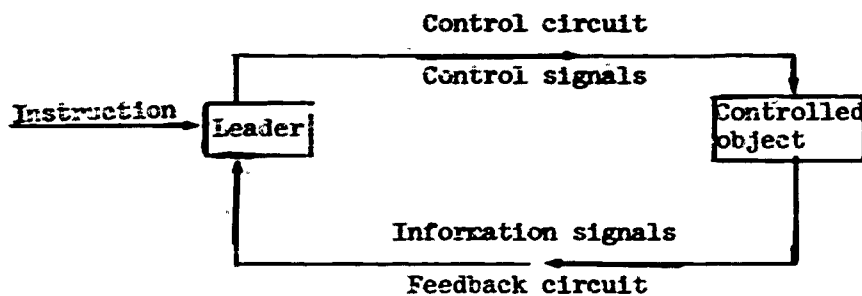 Control circuit
Control signals
Instruction
Leader
Controlled
object
Information signals
Feedback circuit